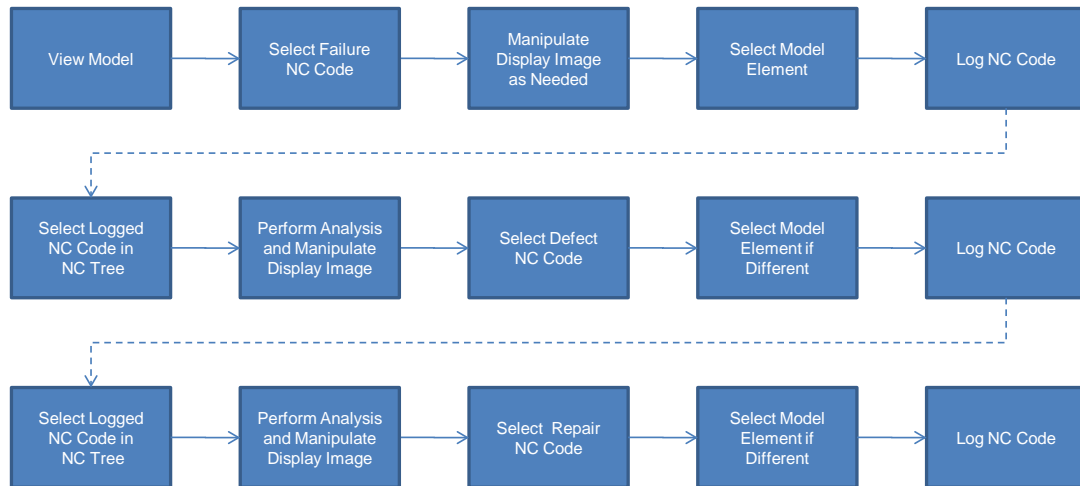 View Model
Select Failure
NC Code
Manipulate
Display Image
as Needed
Select Model
Element
Log NC Code
Select Logged
NC Code in
NC Tree
Perform Analysis
and Manipulate
Display Image
Select Defect
NC Code
Select Model
Element if
Different
Log NC Code
Select Logged
NC Code in
NC Tree
Perform Analysis
and Manipulate
Display Image
Select Repair
NC Code
Select Model
Element if
Different
Log NC Code